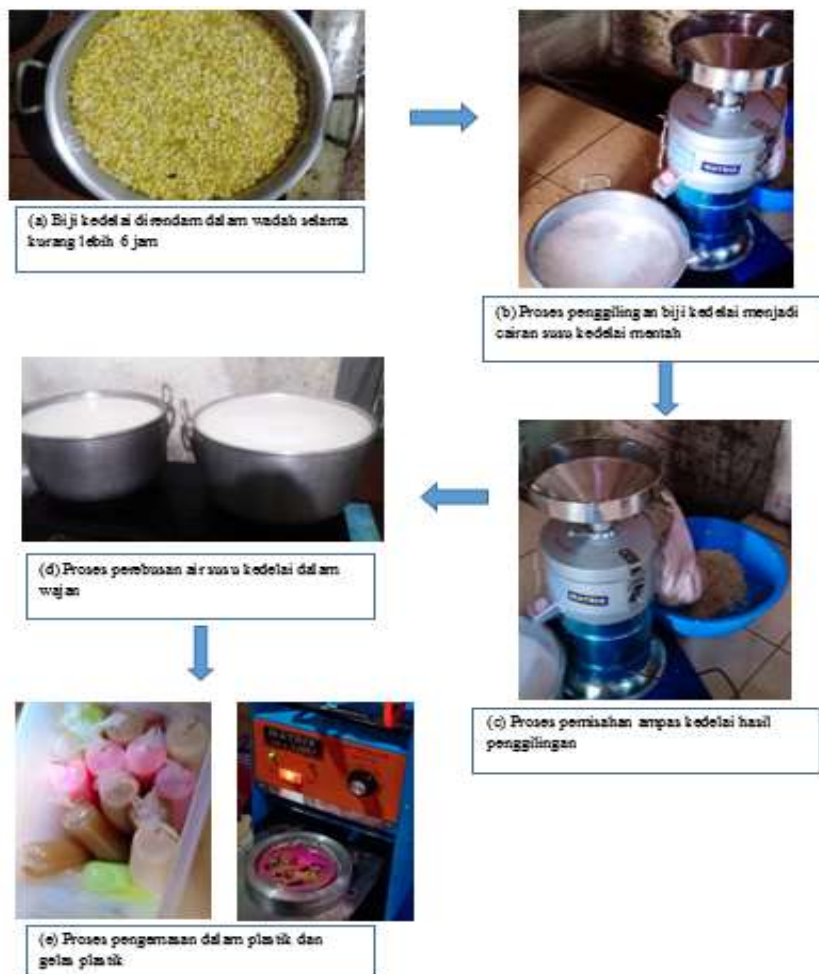 (a) Biji kedelai direndam dalam wadah selama
kurang lebih 6 jam
(b) Proses penggilingan biji kedelai menjadi
cairan susu kedelai mentah
(d) Proses perebusan air susu kedelai dalam
wajan
(c) Proses pemisahan ampas kedelai hasil
penggilingan
(e) Proses pengemasan dalam plastik dan
gelas plastik